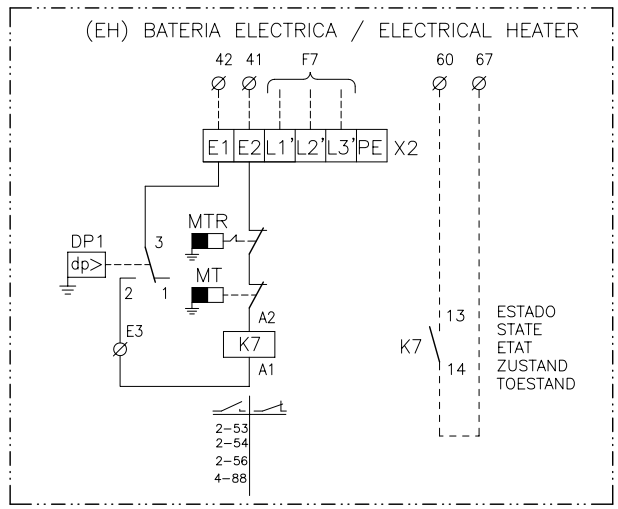 (EH) BATERIA ELECTRICA / ELECTRICAL HEATER
42 41 F7 60 67
E1 E2 L1' L2' L3' PE X2
MTR
DP1 3
dp>
MT
2 1
A2 13 ESTADO
STATE
E3 K7 K7 ETAT
A1 14 ZUSTAND
TOESTAND
2-53
2-54
2-56
4-88